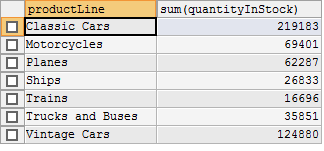 productLine sum(quantityInStock)
Classic Cars 219183
Motorcycles 69401
Planes 62287
Ships 26833
Trains 16696
Trucks and Buses 35851
Vintage Cars 124880